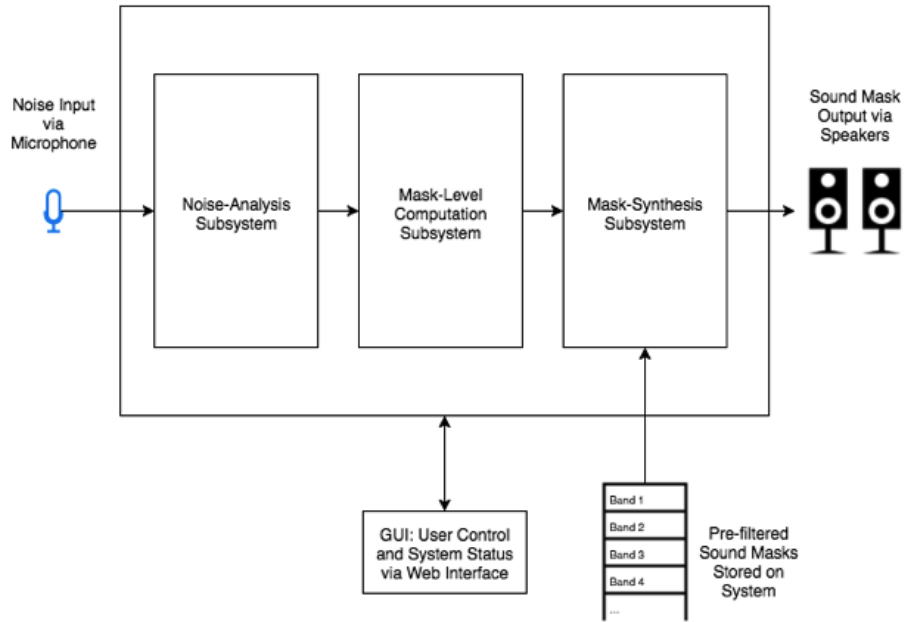 Noise Input
via
Microphone
Noise-Analysis
Subsystem
Mask-Level
Computation
Subsystem
Mask-Synthesis
Subsystem
Sound Mask
Output via
Speakers
GUI: User Control
and System Status
via Web Interface
Band 1
Band 2
Band 3
Band 4
...
Pre-filtered
Sound Masks
Stored on
System